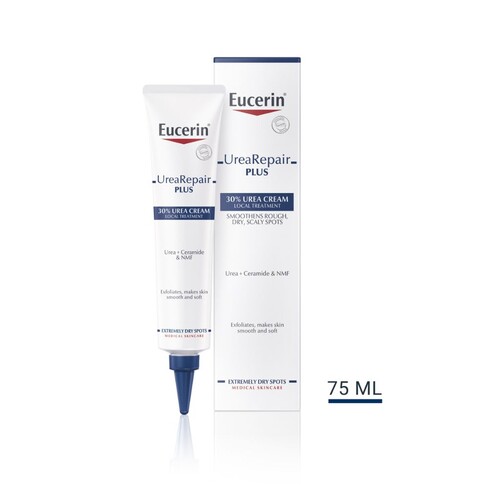 Eucerin®
UreaRepair
PLUS
30% UREA CREAM
LOCAL TREATMENT
Urea + Ceramide
& NMF
Exfoliates, makes skin
smooth and soft
EXTREMELY DRY SPOTS
MEDICAL SKINCARE
Eucerin®
UreaRepair
PLUS
30% UREA CREAM
LOCAL TREATMENT
SMOOTHENS ROUGH,
DRY, SCALY SPOTS
Urea + Ceramide & NMF
Exfoliates, makes skin
smooth and soft
EXTREMELY DRY SPOTS
MEDICAL SKINCARE
75 ML